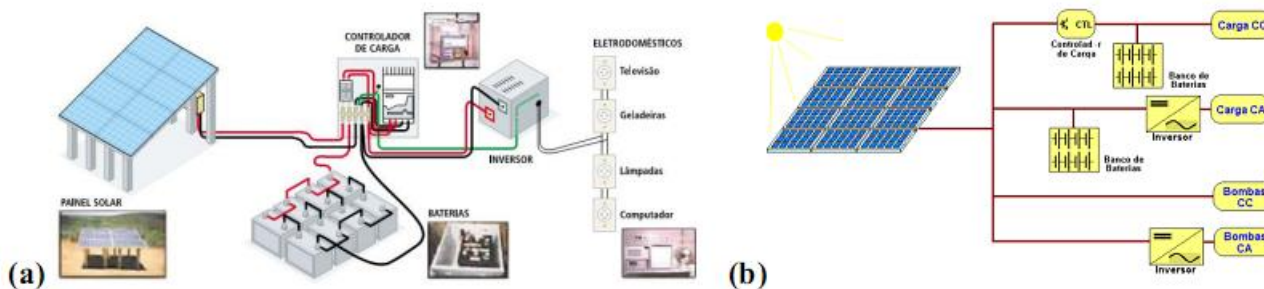 CONTROLADOR
DE CARGA
ELETRODOMÉSTICOS
Televisão
Geladeiras
INVERSOR
Lâmpadas
Computador
PAINEL SOLAR
BATERIAS
(a)
CTL
Controlad -r
de Carga
Banco de
Baterias
Carga CC
Inversor
Carga CA
Banco de
Baterias
Bombas
CC
Inversor
Bombas
CA
(b)